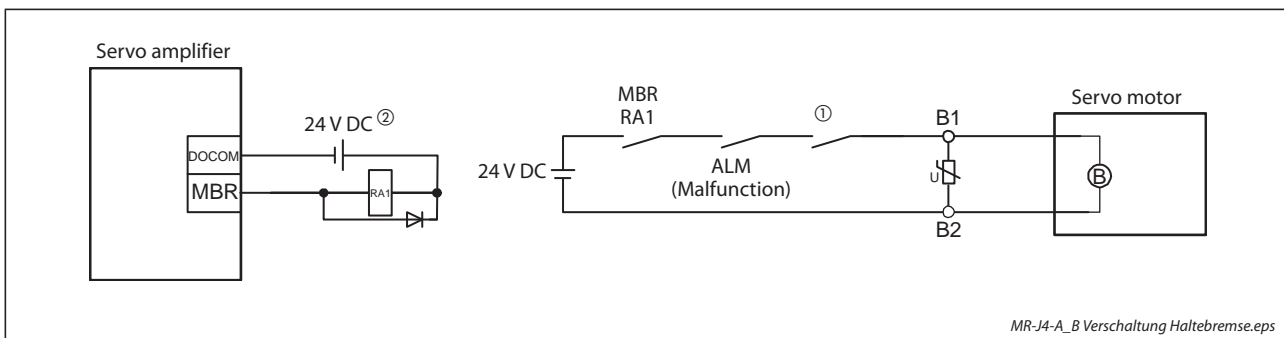 Servo amplifier
24 V DC ②
DOCOM
MBR
RA1
MBR
RA1
①
24 V DC
ALM
(Malfunction)
B1
U
B2
Servo motor
B
MR-J4-A_B Verschaltung Haltebremse.eps